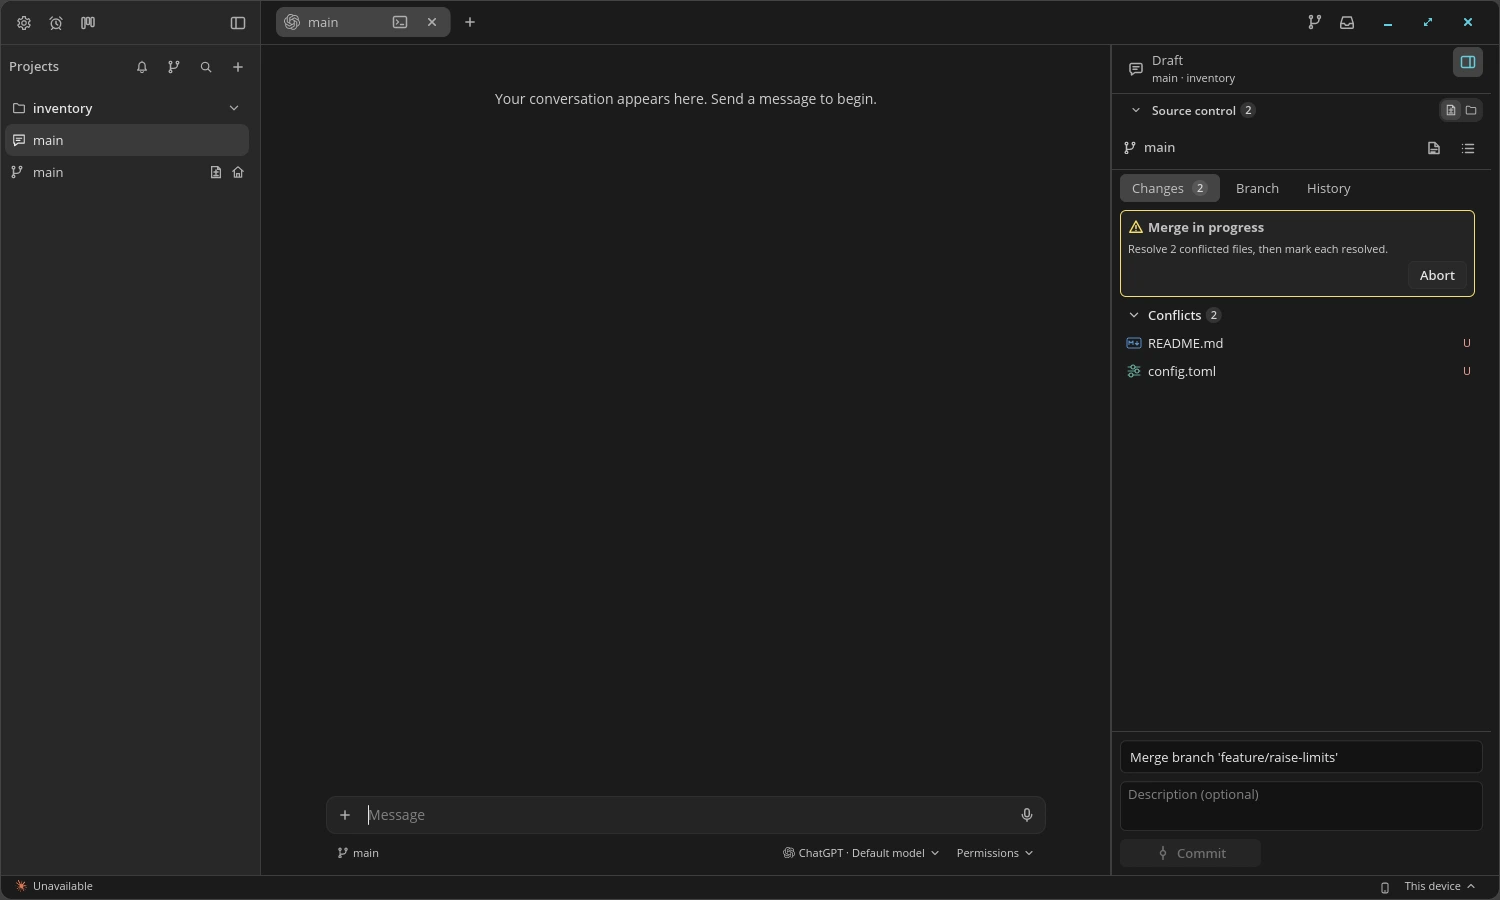 main
Projects
inventory
main
main
Your conversation appears here. Send a message to begin.
Message
main
ChatGPT · Default model
Permissions
Draft
main · inventory
Source control 2
main
Changes 2
Branch
History
Merge in progress
Resolve 2 conflicted files, then mark each resolved.
Abort
Conflicts 2
README.md U
config.toml U
Merge branch 'feature/raise-limits'
Description (optional)
Commit
Unavailable
This device